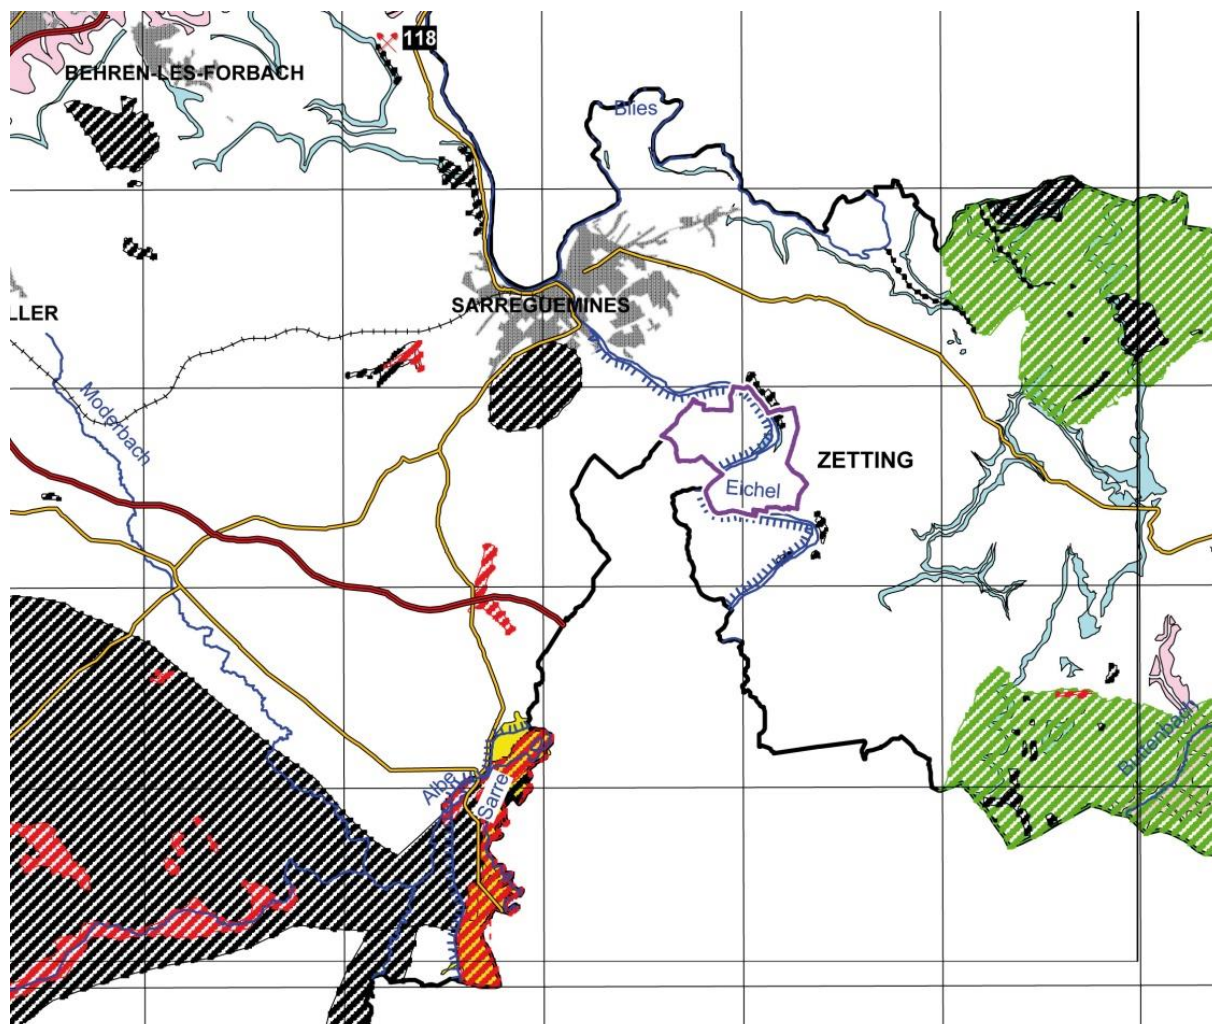 118
BEHREN-LES-FORBACH
Blies
SARREGUEMINES
LLER
Moderbach
ZETTING
Eichel
Buttenbach
Albe
Sarre